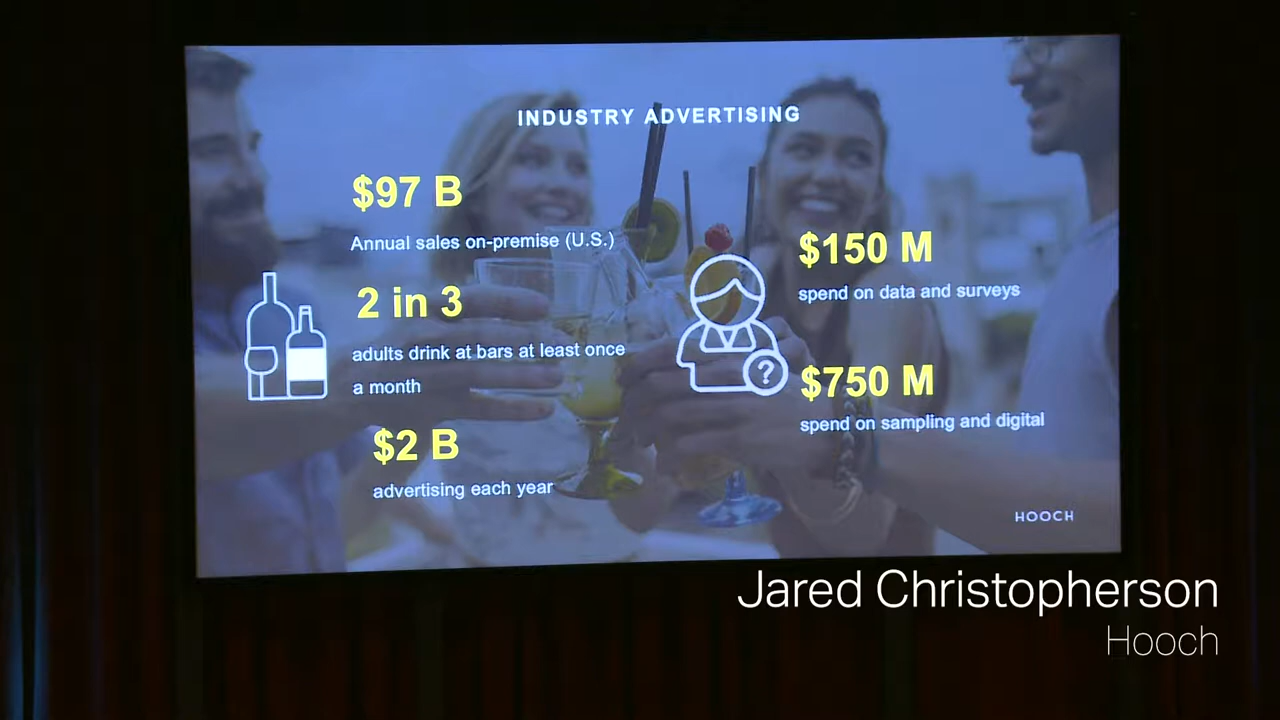 INDUSTRY ADVERTISING
$97 B
Annual sales on-premise (U.S.)
2 in 3
adults drink at bars at least once
a month
$2 B
advertising each year
$150 M
spend on data and surveys
?
$750 M
spend on sampling and digital
HOOCH
Jared Christopherson
Hooch